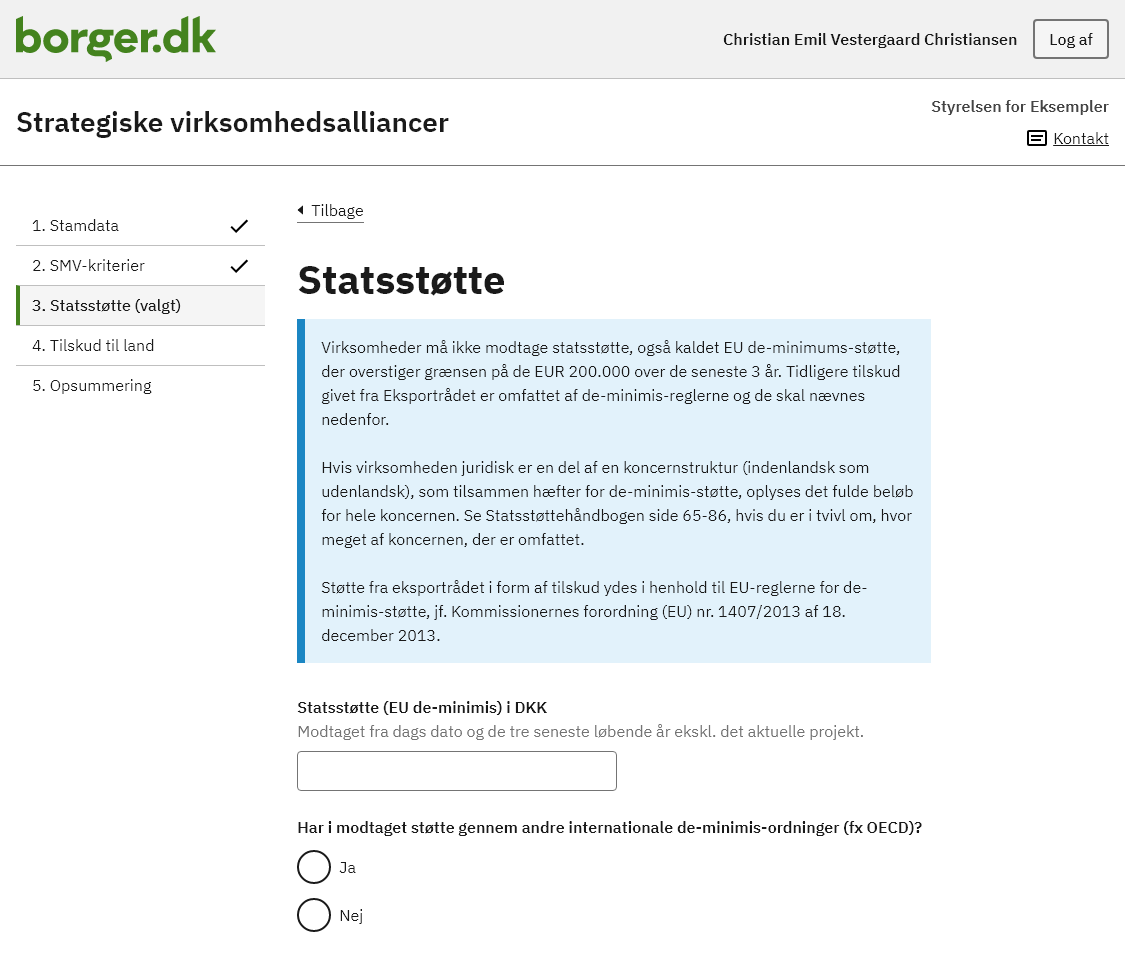 borger.dk
Christian Emil Vestergaard Christiansen
Log af
Strategiske virksomhedsalliancer
Styrelsen for Eksempler
Kontakt
1. Stamdata
2. SMV-kriterier
3. Statsstøtte (valgt)
4. Tilskud til land
5. Opsummering
Tilbage
Statsstøtte
Virksomheder må ikke modtage statsstøtte, også kaldet EU de-minimums-støtte,
der overstiger grænsen på de EUR 200.000 over de seneste 3 år. Tidligere tilskud
givet fra Eksportrådet er omfattet af de-minimis-reglerne og de skal nævnes
nedenfor.
Hvis virksomheden juridisk er en del af en koncernstruktur (indenlandsk som
udenlandsk), som tilsammen hæfter for de-minimis-støtte, oplyses det fulde beløb
for hele koncernen. Se Statsstøttehåndbogen side 65-86, hvis du er i tvivl om, hvor
meget af koncernen, der er omfattet.
Støtte fra eksportrådet i form af tilskud ydes i henhold til EU-reglerne for de-
minimis-støtte, jf. Kommissionernes forordning (EU) nr. 1407/2013 af 18.
december 2013.
Statsstøtte (EU de-minimis) i DKK
Modtaget fra dags dato og de tre seneste løbende år ekskl. det aktuelle projekt.
Har i modtaget støtte gennem andre internationale de-minimis-ordninger (fx OECD)?
Ja
Nej